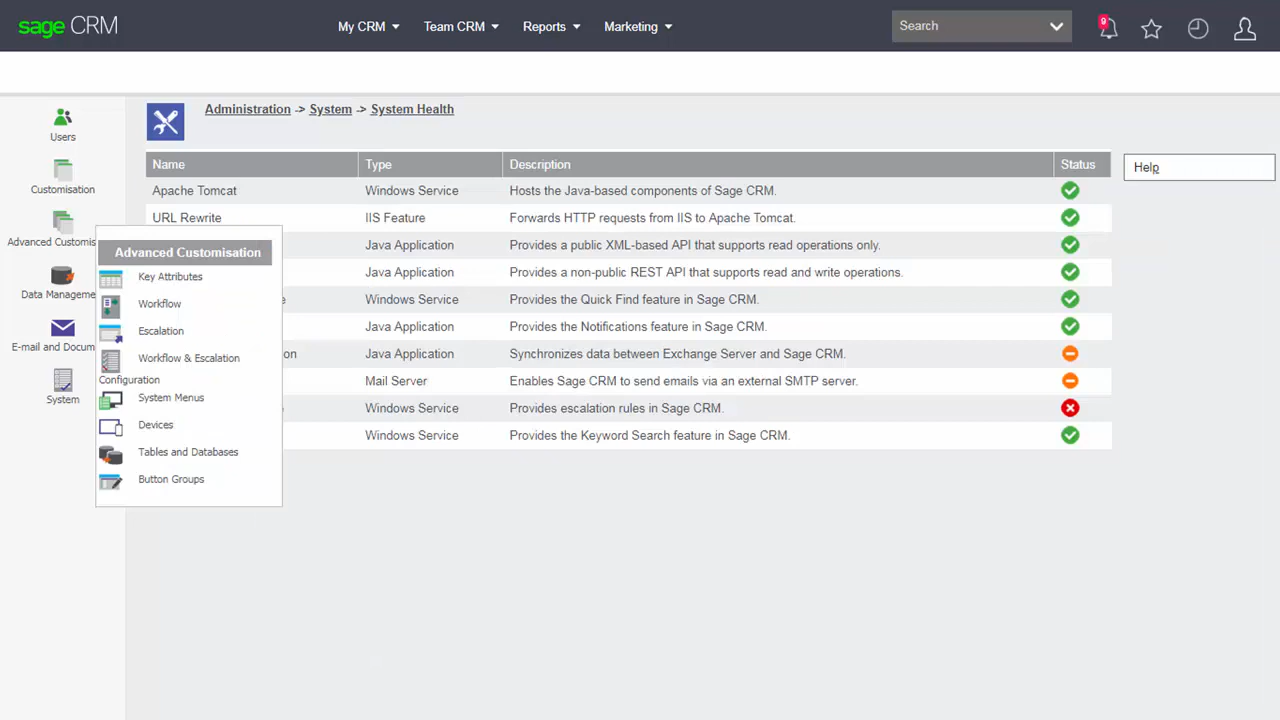 sage CRM
My CRM
Team CRM
Reports
Marketing
Search
9
Users
Customisation
Advanced Customis
Data Manageme
E-mail and Docum
System
Administration -> System -> System Health
Name Type Description Status
Apache Tomcat Windows Service Hosts the Java-based components of Sage CRM.
URL Rewrite IIS Feature Forwards HTTP requests from IIS to Apache Tomcat.
Java Application Provides a public XML-based API that supports read operations only.
Java Application Provides a non-public REST API that supports read and write operations.
e Windows Service Provides the Quick Find feature in Sage CRM.
Java Application Provides the Notifications feature in Sage CRM.
on Java Application Synchronizes data between Exchange Server and Sage CRM.
Mail Server Enables Sage CRM to send emails via an external SMTP server.
Windows Service Provides escalation rules in Sage CRM.
Windows Service Provides the Keyword Search feature in Sage CRM.
Help
Advanced Customisation
Key Attributes
Workflow
Escalation
Workflow & Escalation
Configuration
System Menus
Devices
Tables and Databases
Button Groups